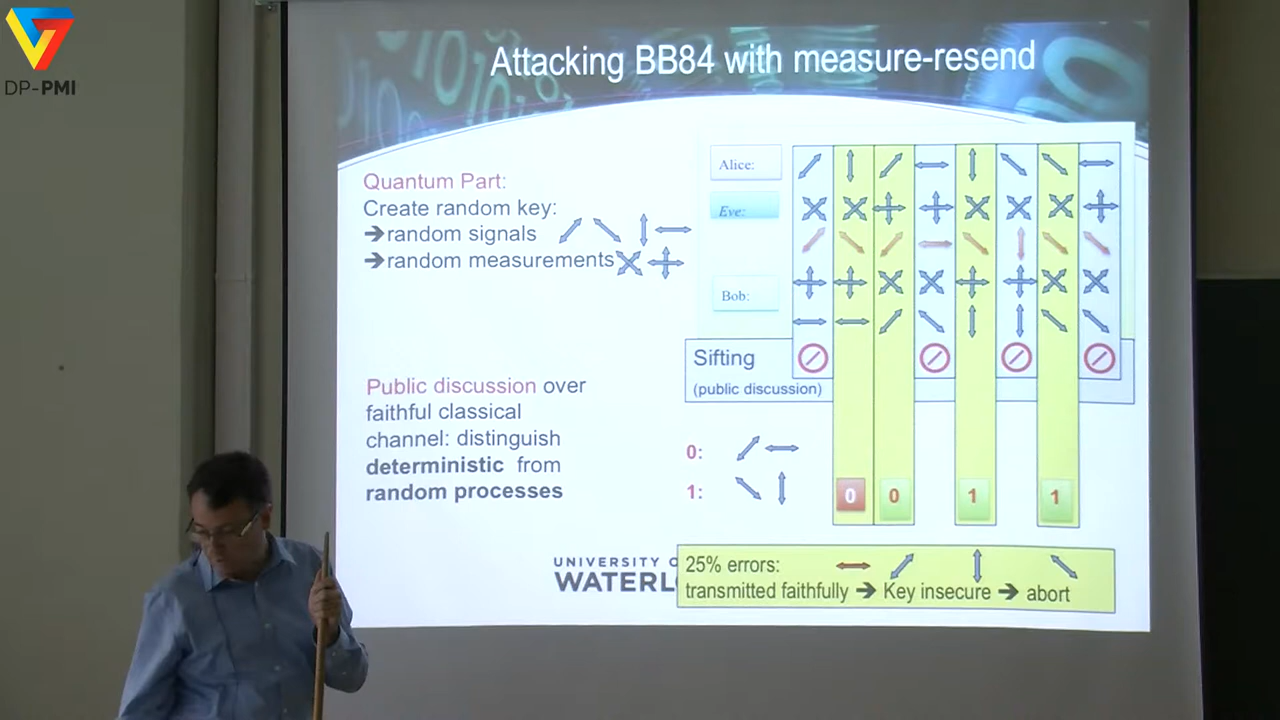 DP-PMI
Attacking BB84 with measure-resend
Quantum Part:
Create random key:
➔random signals
➔random measurements
Public discussion over
faithful classical
channel: distinguish
deterministic from
random processes
Alice:
Eve:
Bob:
Sifting
(public discussion)
0:
1:
0 0 1 1
UNIVERSITY O
WATERL
25% errors:
transmitted faithfully ➔ Key insecure ➔ abort